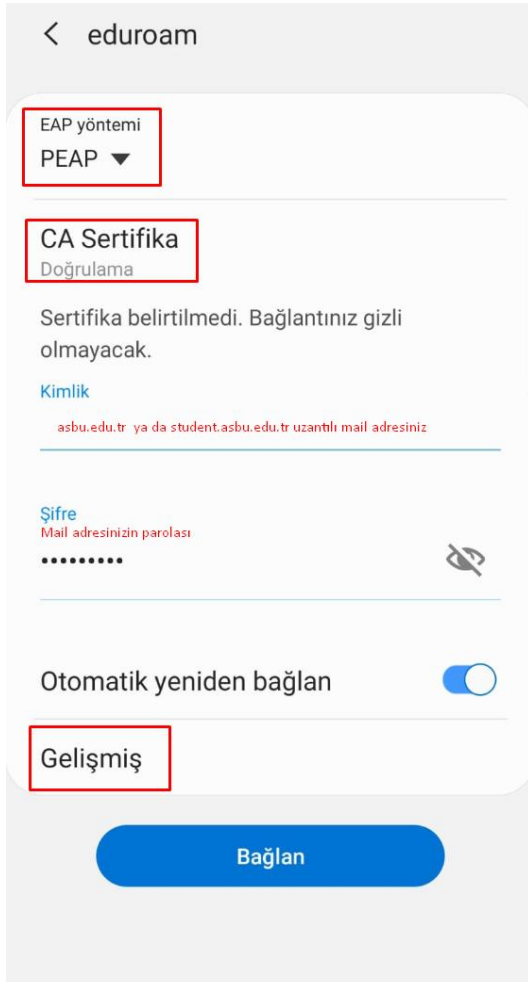 eduroam
EAP yöntemi
PEAP
CA Sertifika
Doğrulama
Sertifika belirtilmedi. Bağlantınız gizli
olmayacak.
Kimlik
asbu.edu.tr ya da student.asbu.edu.tr uzantılı mail adresiniz
Şifre
Mail adresinizin parolası
•••••••••
Otomatik yeniden bağlan
Gelişmiş
Bağlan